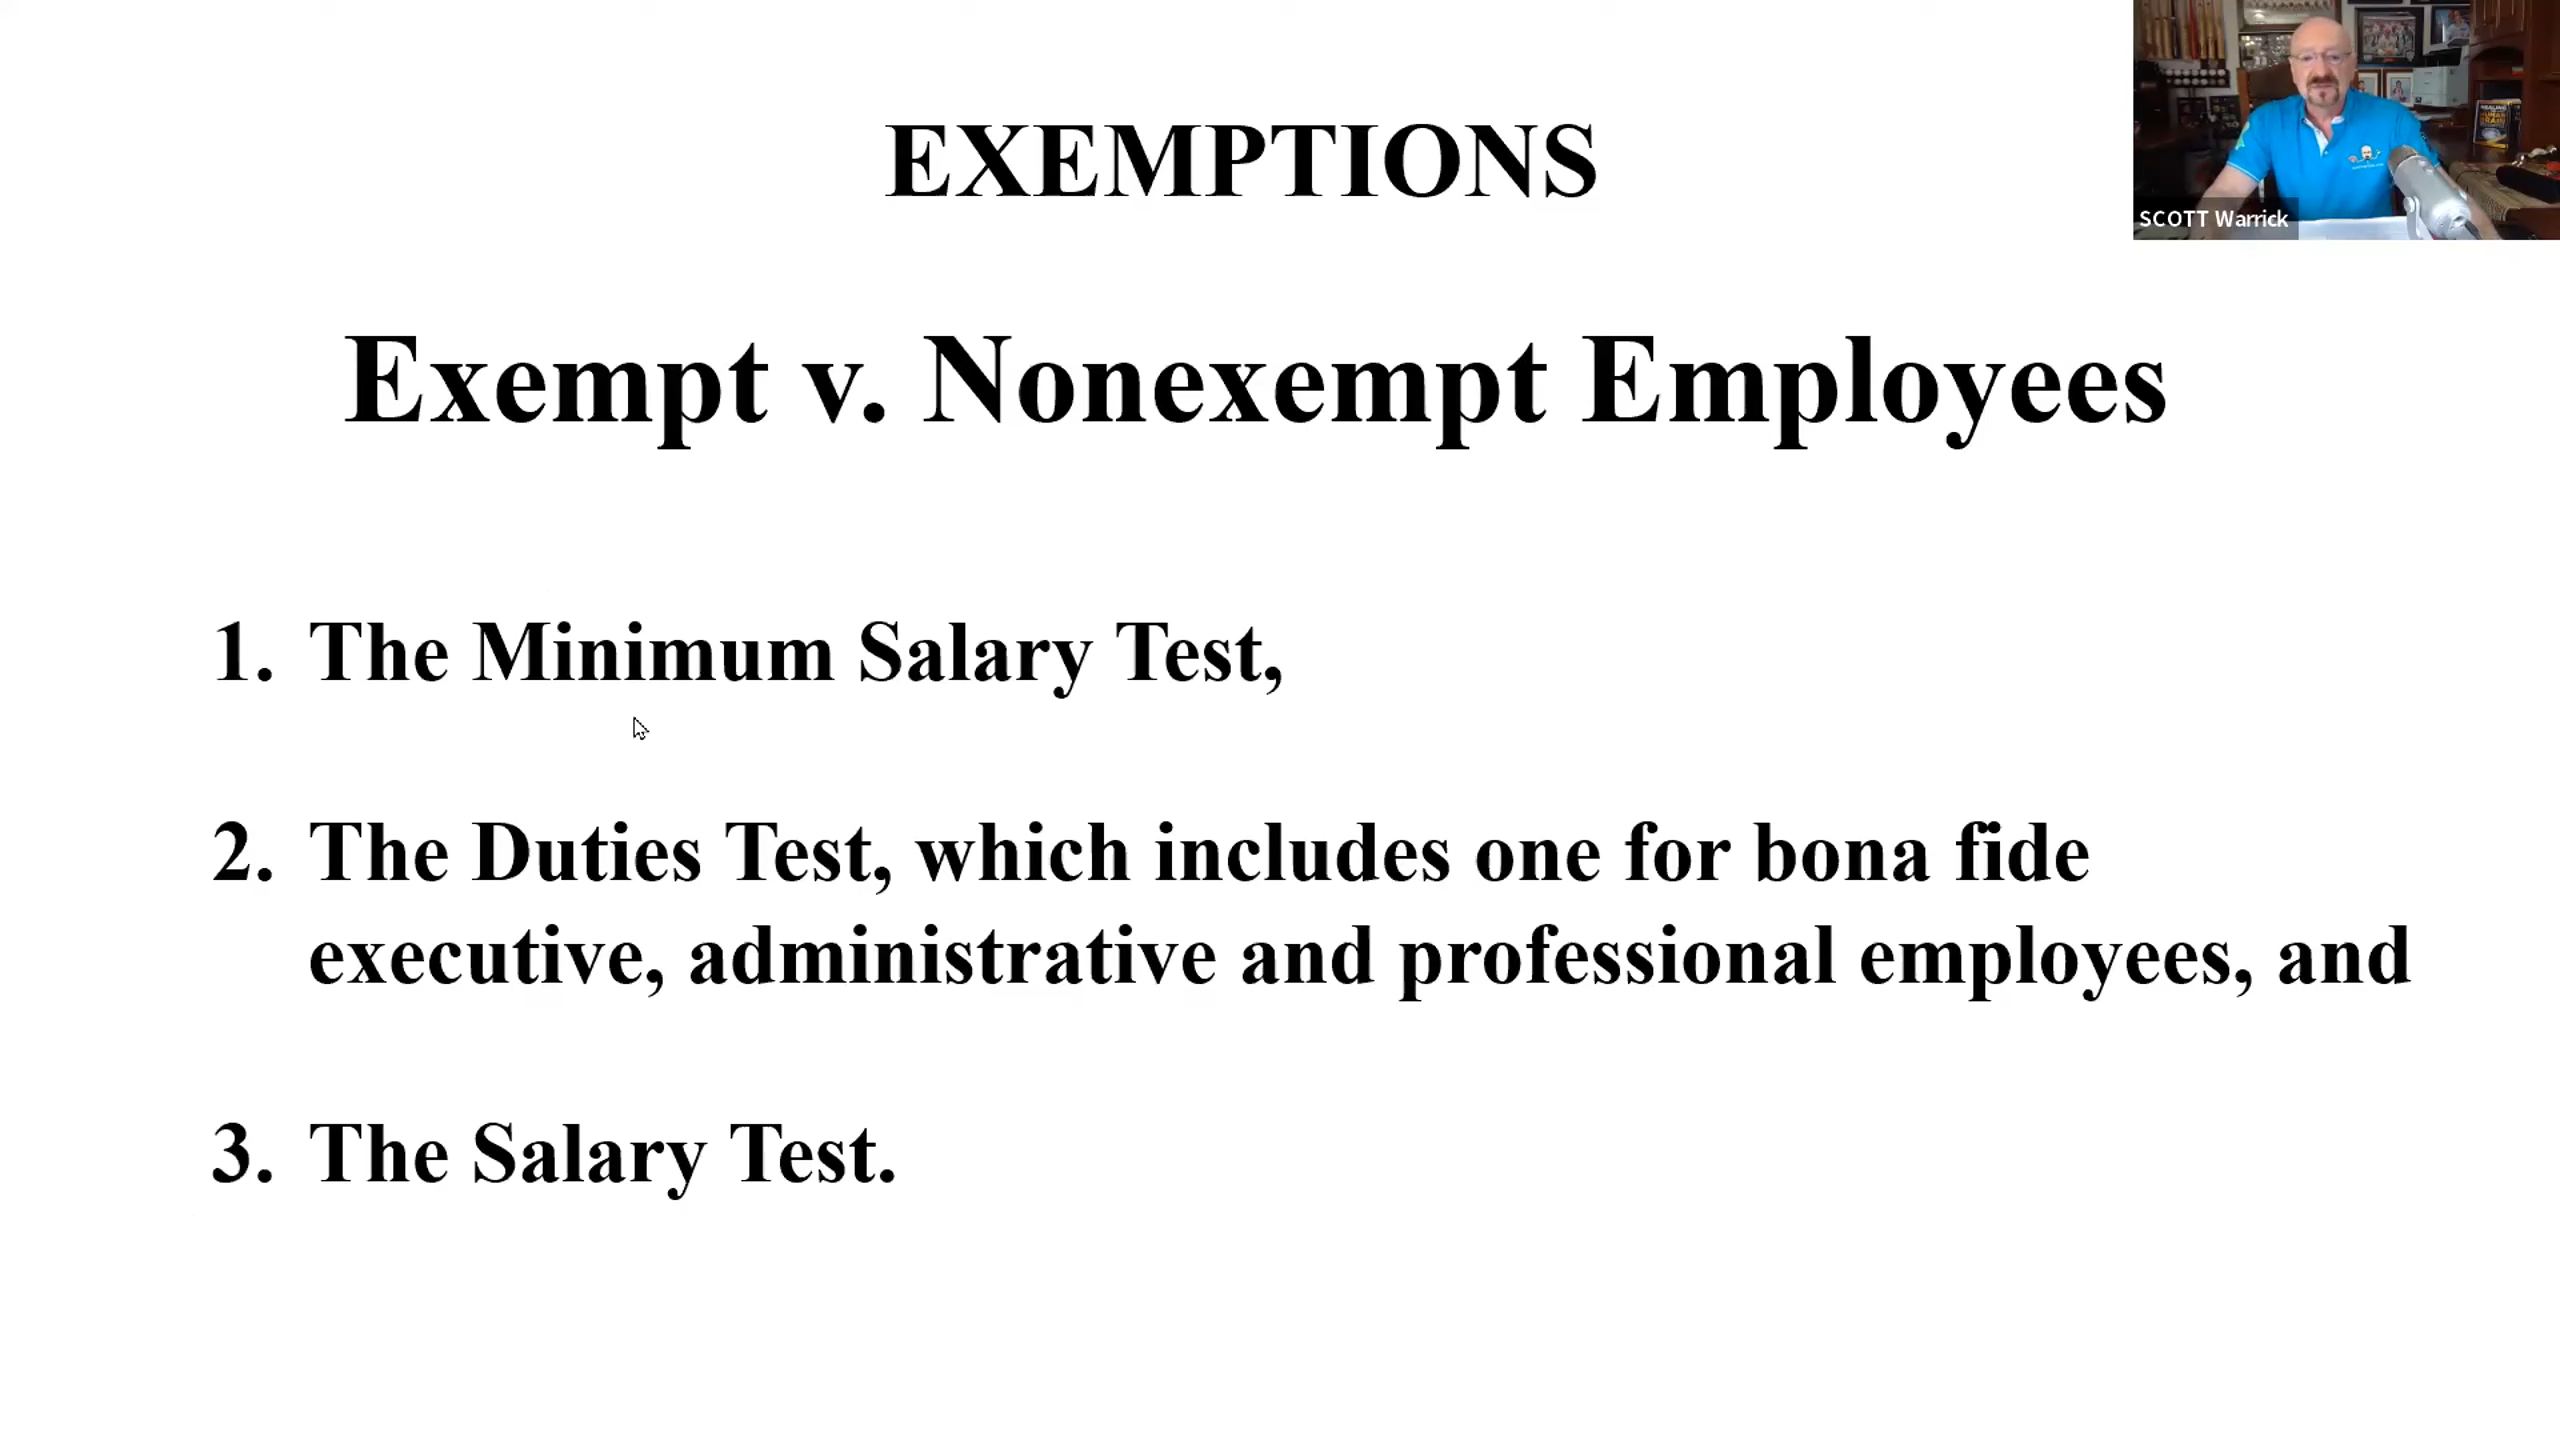 EXEMPTIONS
SCOTT Warrick
Exempt v. Nonexempt Employees
1. The Minimum Salary Test,
2. The Duties Test, which includes one for bona fide
executive, administrative and professional employees, and
3. The Salary Test.